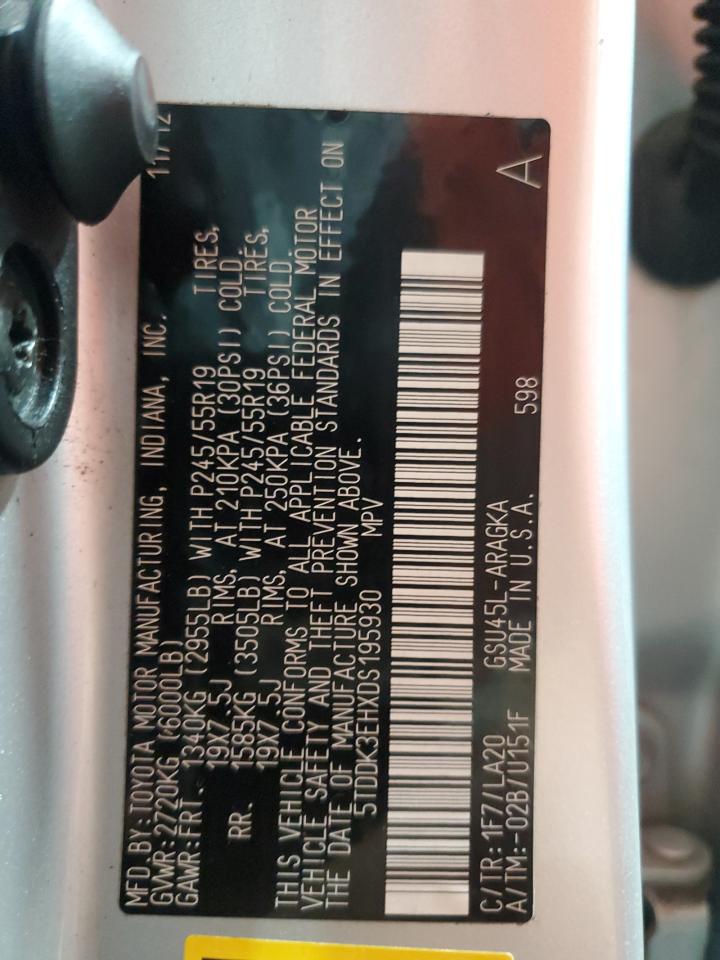 MFD.BY:TOYOTA MOTOR MANUFACTURING, INDIANA, INC. 11/12
GVWR:2720KG (6000LB)
GAWR:FRT. 1340KG (2955LB) WITH P245/55R19 TIRES,
19X7.5J RIMS, AT 210KPA (30PSI) COLD.
RR. 1585KG (3505LB) WITH P245/55R19 TIRES,
19X7.5J RIMS, AT 250KPA (36PSI) COLD.
THIS VEHICLE CONFORMS TO ALL APPLICABLE FEDERAL MOTOR
VEHICLE SAFETY AND THEFT PREVENTION STANDARDS IN EFFECT ON
THE DATE OF MANUFACTURE SHOWN ABOVE.
5TDDK3EHXDS195930 MPV
C/TR:1F7/LA20 GSU45L-ARAGKA A
A/TM:-02B/U151F MADE IN U.S.A. 598